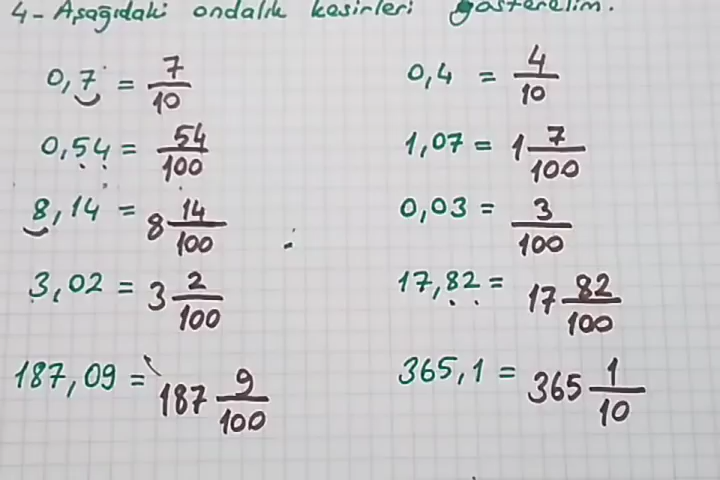 4- Aşağıdaki ondalık kesirleri gösterelim.
0,7 = 7/10
0,4 = 4/10
0,54 = 54/100
1,07 = 1 7/100
8,14 = 8 14/100
0,03 = 3/100
3,02 = 3 2/100
17,82 = 17 82/100
187,09 = 187 9/100
365,1 = 365 1/10